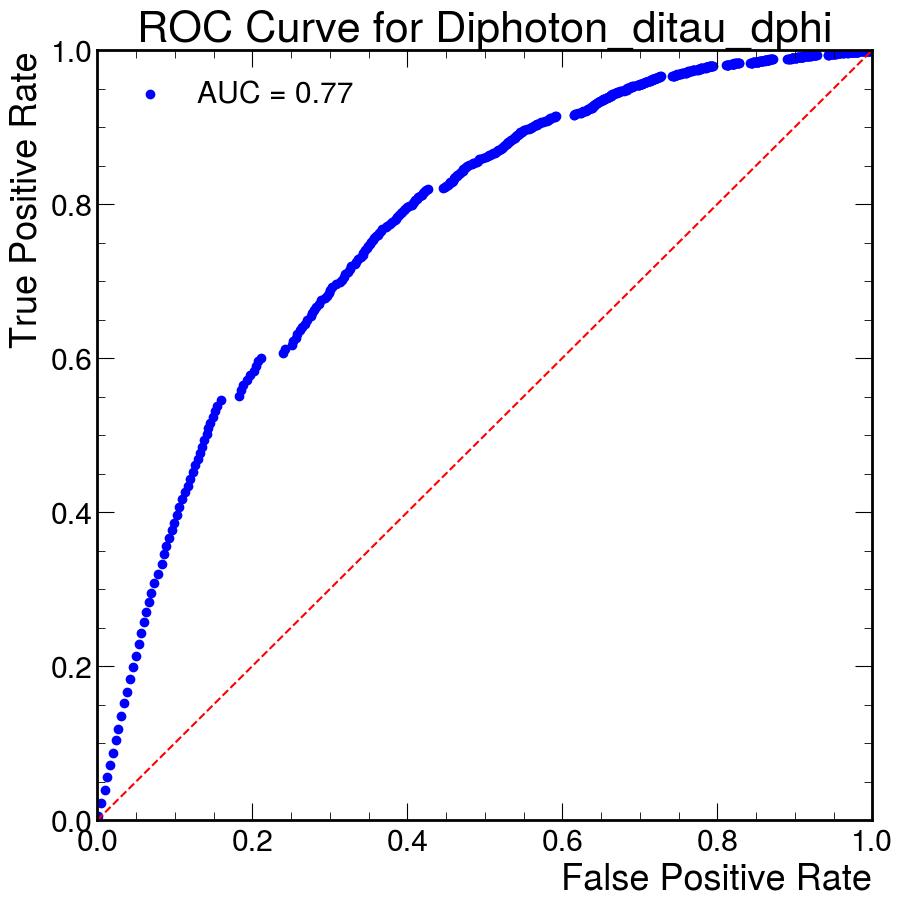 ROC Curve for Diphoton_ditau_dphi
True Positive Rate
1.0
0.8
0.6
0.4
0.2
0.0
AUC = 0.77
0.0 0.2 0.4 0.6 0.8 1.0
False Positive Rate